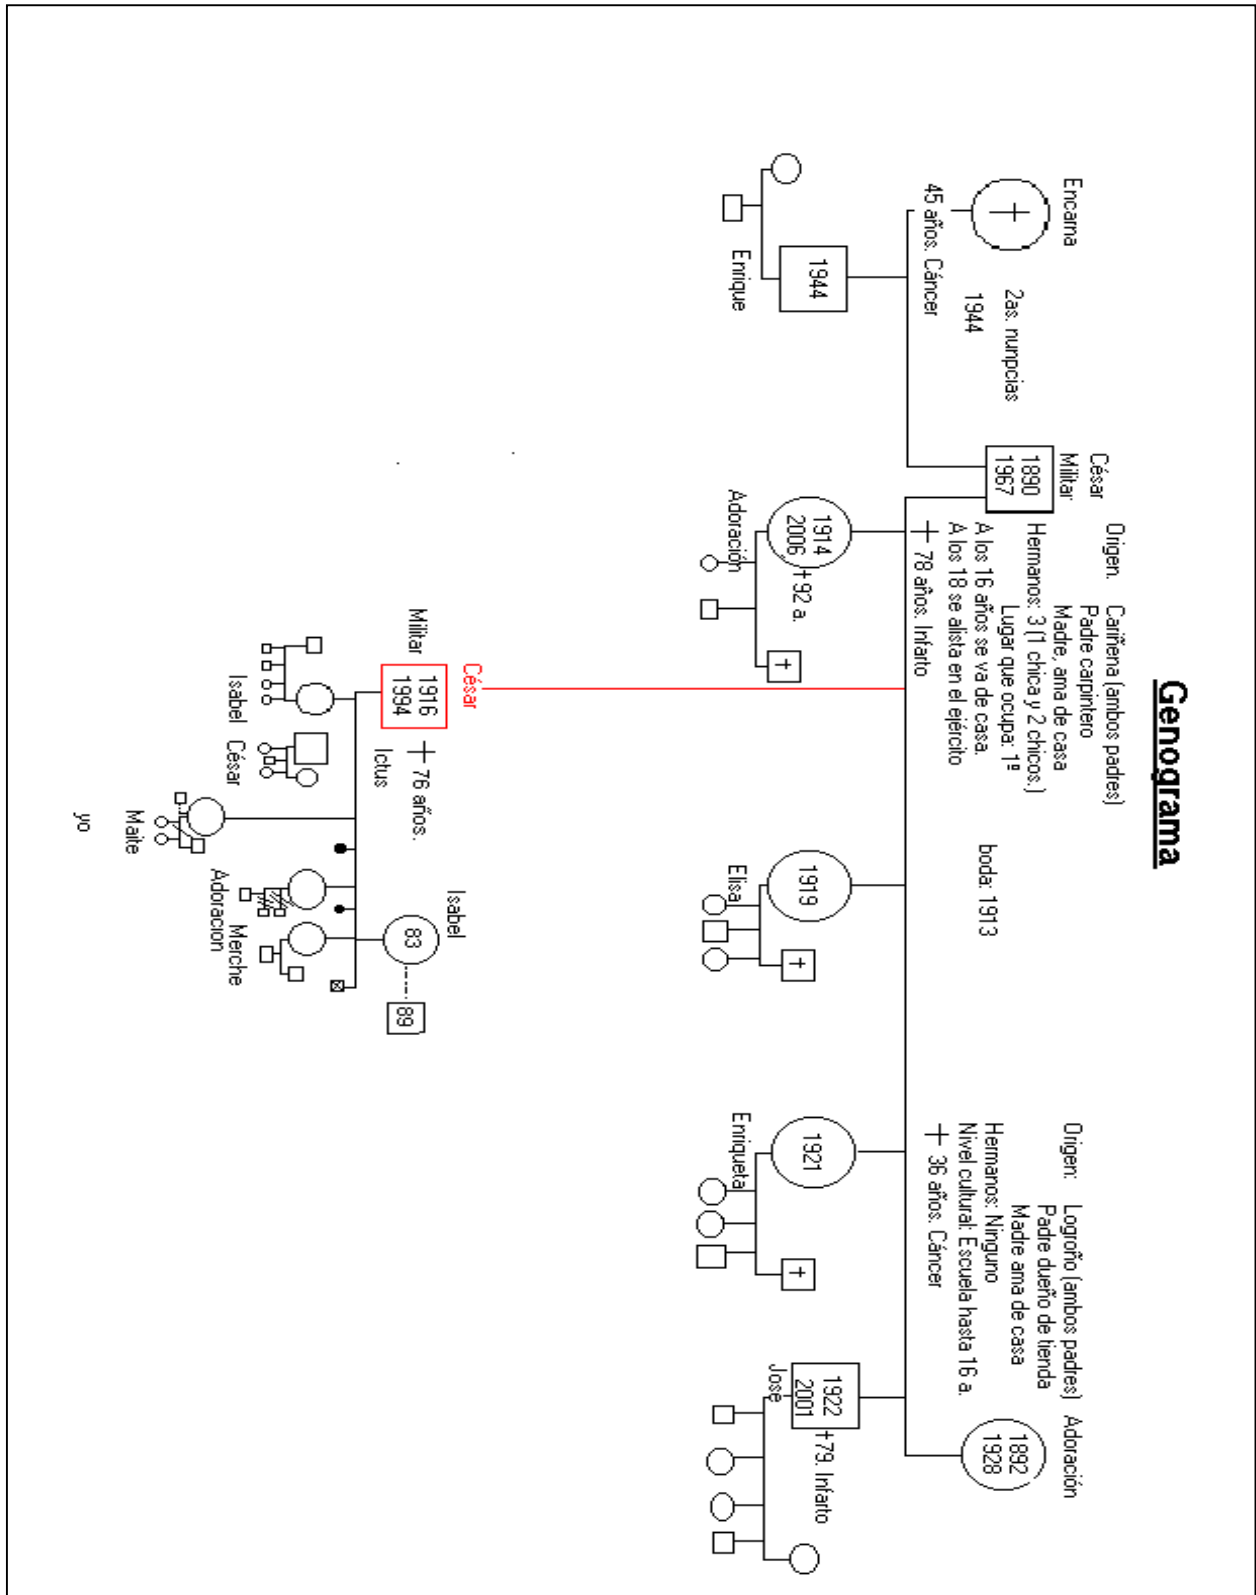 Genograma
Encarna
45 años. Cáncer
2as. nunpcias
1944
César
Militar
1890
1967
Origen. Cariñena (ambos padres)
Padre carpintero
Madre, ama de casa
Hermanos: 3 (1 chica y 2 chicos.)
Lugar que ocupa: 1º
A los 16 años se va de casa.
A los 18 se alista en el ejército
78 años. Infarto
boda: 1913
Origen: Logroño (ambos padres)
Padre dueño de tienda
Madre ama de casa
Hermanos: Ninguno
Nivel cultural: Escuela hasta 16 a.
36 años. Cáncer
Adoración
1892
1928
1944
Enrique
1914
2006
92 a.
Adoración
1919
Elisa
1921
Enriqueta
1922
2001
79. Infarto
José
César
Militar
1916
1994
76 años.
Ictus
Isabel
83
89
Isabel
César
Maite
Adoracion
Merche
yo